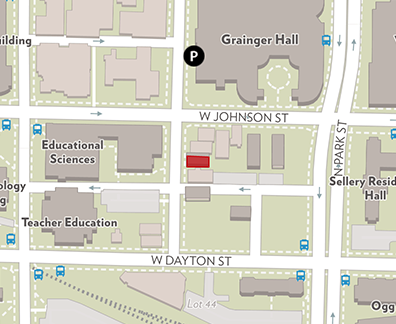 uilding
P
Grainger Hall
W JOHNSON ST
Educational
Sciences
N PARK ST
ology
g
Sellery Resid
Hall
Teacher Education
W DAYTON ST
Lot 44
Ogg